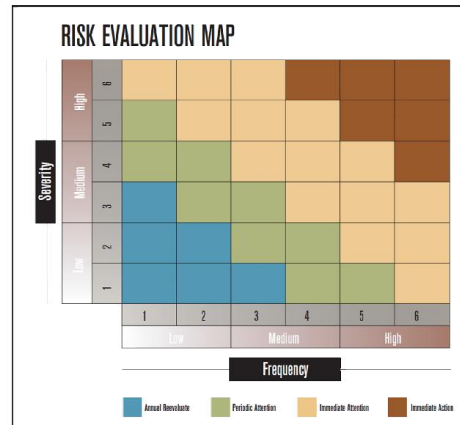 RISK EVALUATION MAP
Severity
High
Medium
Low
6
5
4
3
2
1
1 2 3 4 5 6
Low Medium High
Frequency
Annual Reevaluate Periodic Attention Immediate Attention Immediate Action